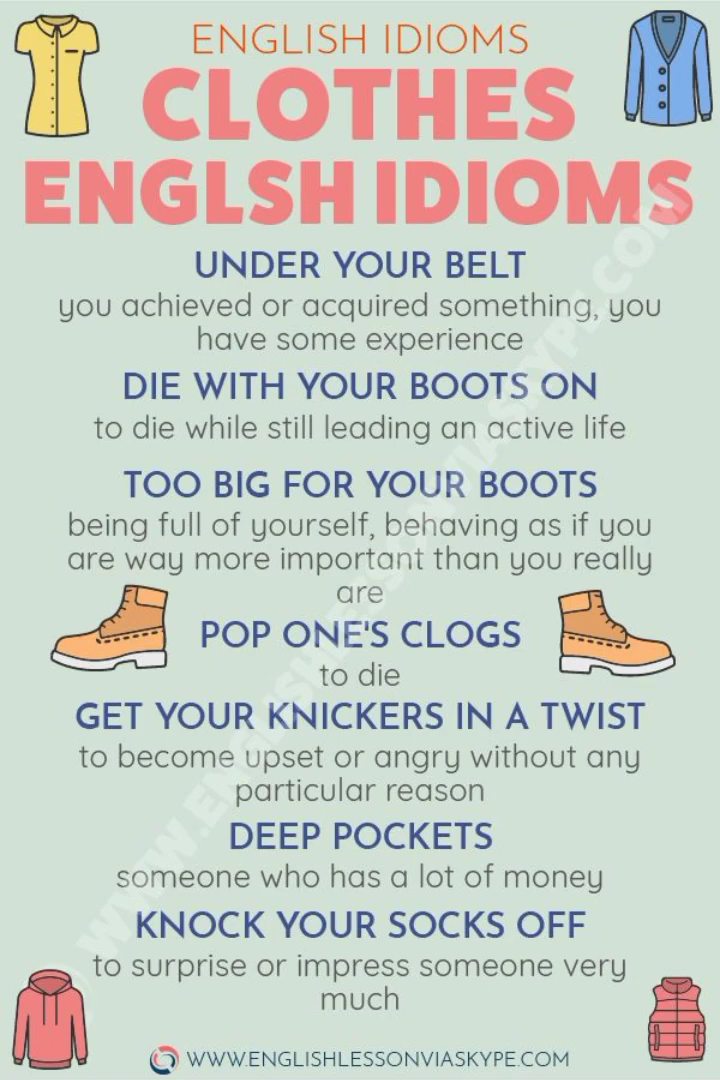 ENGLISH IDIOMS
CLOTHES
ENGLSH IDIOMS
UNDER YOUR BELT
you achieved or acquired something, you
have some experience
DIE WITH YOUR BOOTS ON
to die while still leading an active life
TOO BIG FOR YOUR BOOTS
being full of yourself, behaving as if you
are way more important than you really
are
POP ONE'S CLOGS
to die
GET YOUR KNICKERS IN A TWIST
to become upset or angry without any
particular reason
DEEP POCKETS
someone who has a lot of money
KNOCK YOUR SOCKS OFF
to surprise or impress someone very
much
WWW.ENGLISHLESSONVIASKYPE.COM
WWW.ENGLISHLESSONVIASKYPE.COM